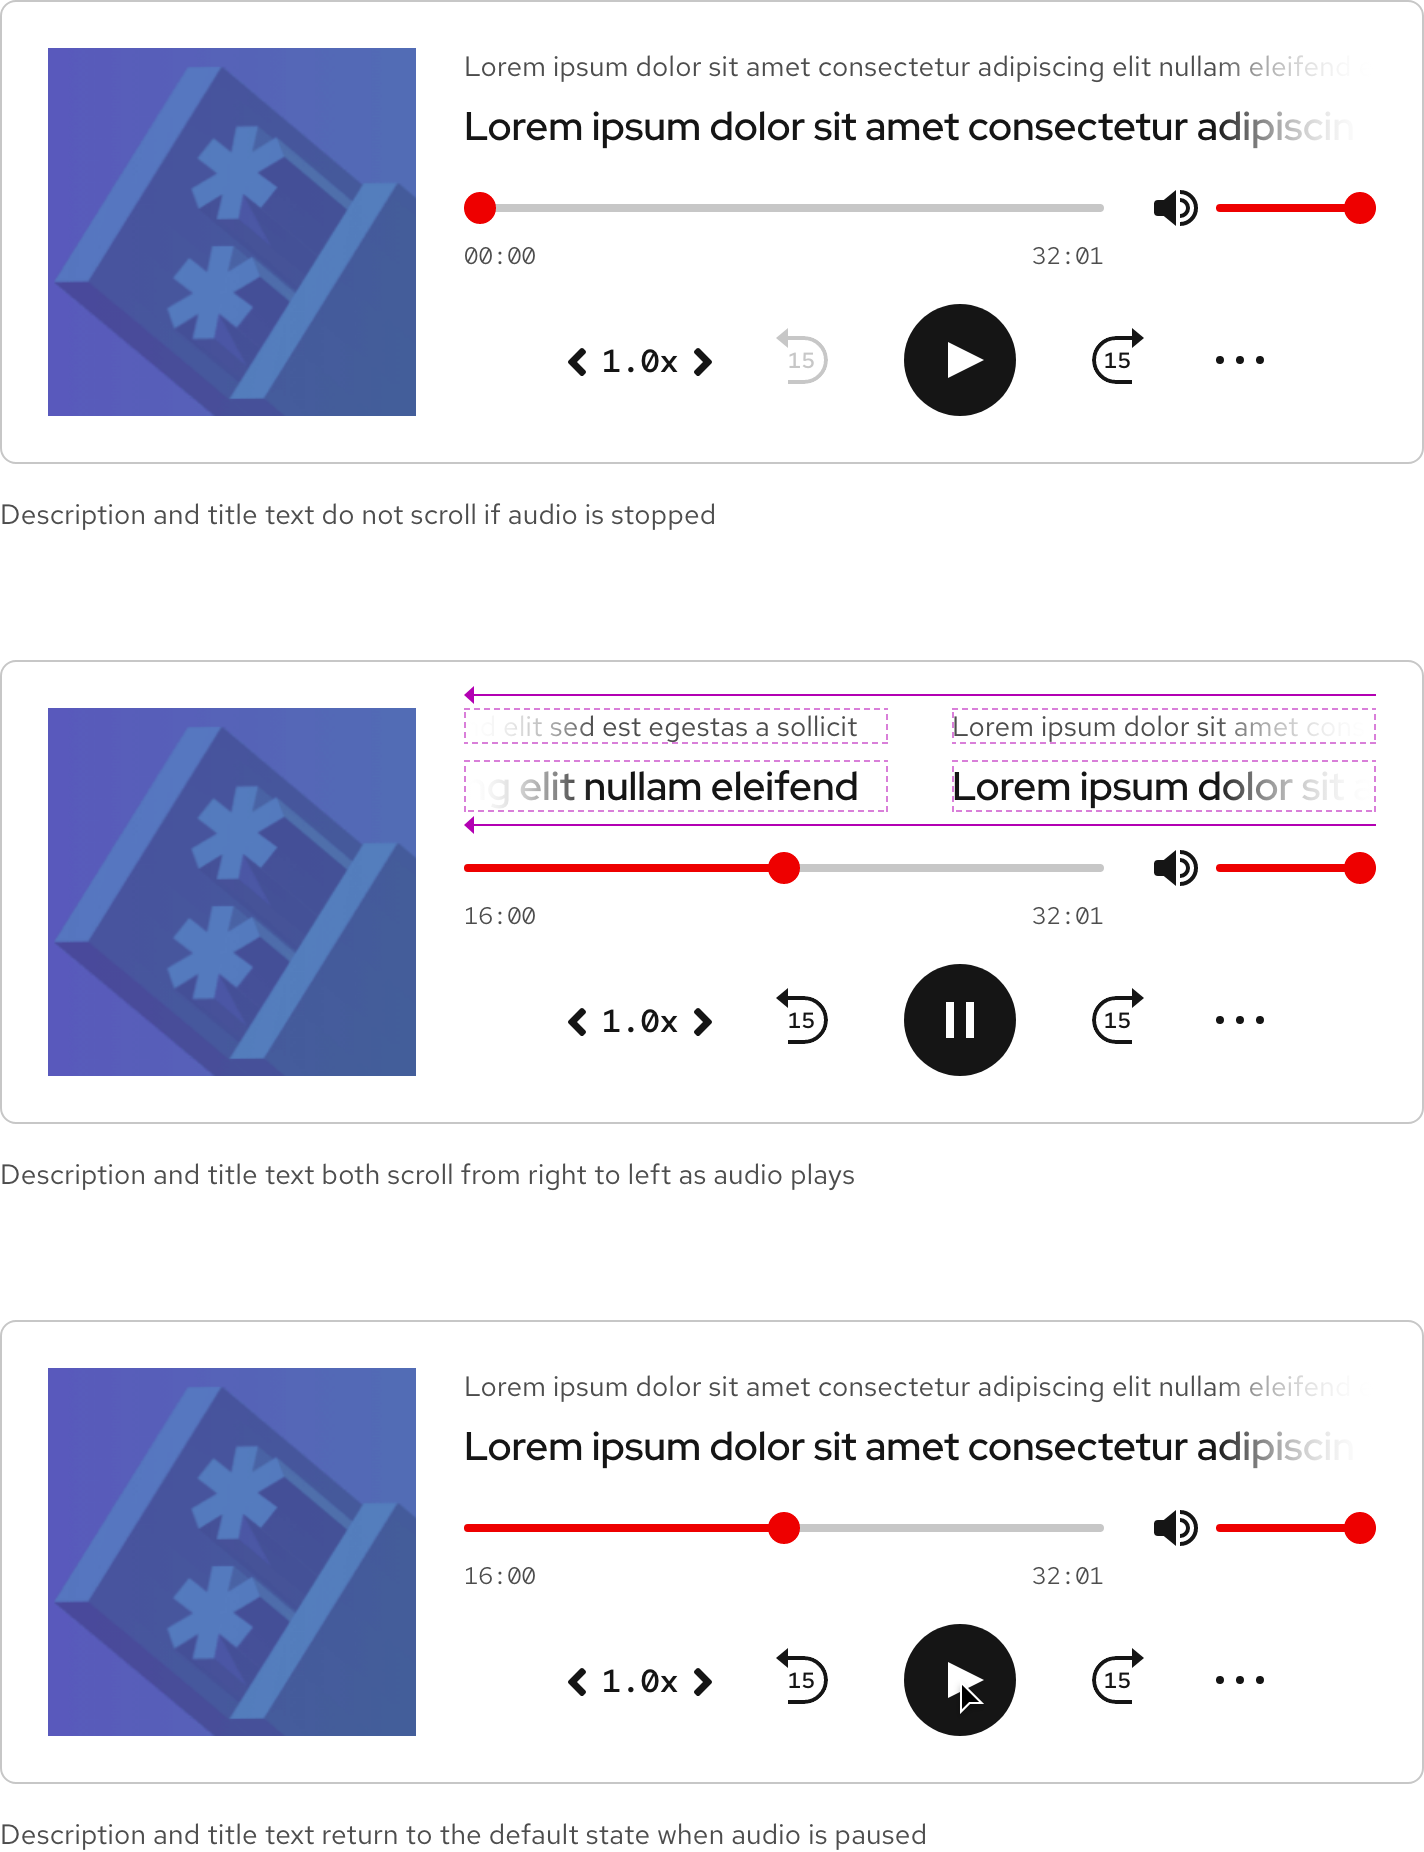 Lorem ipsum dolor sit amet consectetur adipiscing elit nullam eleifend
Lorem ipsum dolor sit amet consectetur adipiscin
00:00 32:01
1.0x 15 15
Description and title text do not scroll if audio is stopped
d elit sed est egestas a sollicit Lorem ipsum dolor sit amet con
ng elit nullam eleifend Lorem ipsum dolor sit a
16:00 32:01
1.0x 15 15
Description and title text both scroll from right to left as audio plays
Lorem ipsum dolor sit amet consectetur adipiscing elit nullam eleifend
Lorem ipsum dolor sit amet consectetur adipiscin
16:00 32:01
1.0x 15 15
Description and title text return to the default state when audio is paused